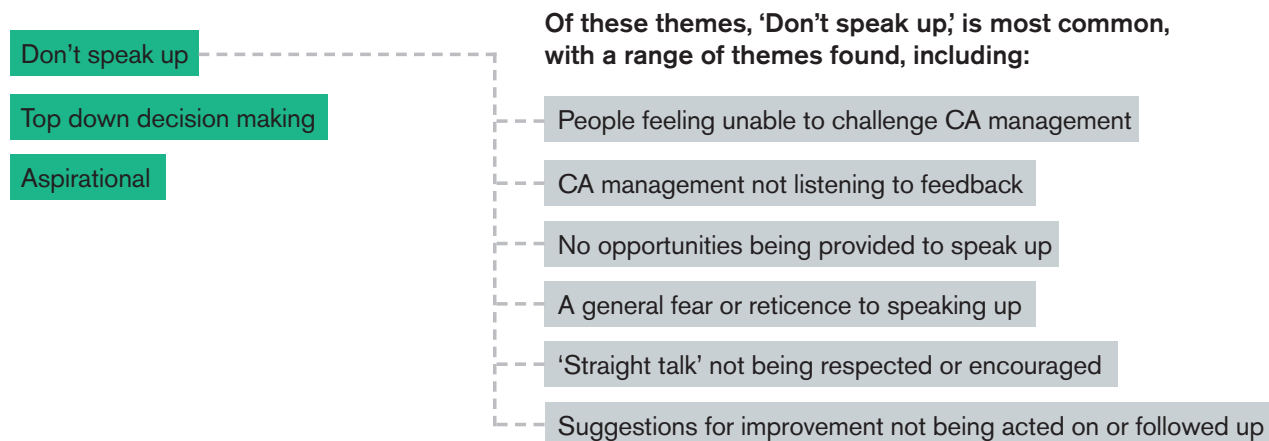 Don’t speak up
Top down decision making
Aspirational
Of these themes, ‘Don’t speak up,’ is most common,
with a range of themes found, including:
People feeling unable to challenge CA management
CA management not listening to feedback
No opportunities being provided to speak up
A general fear or reticence to speaking up
‘Straight talk’ not being respected or encouraged
Suggestions for improvement not being acted on or followed up